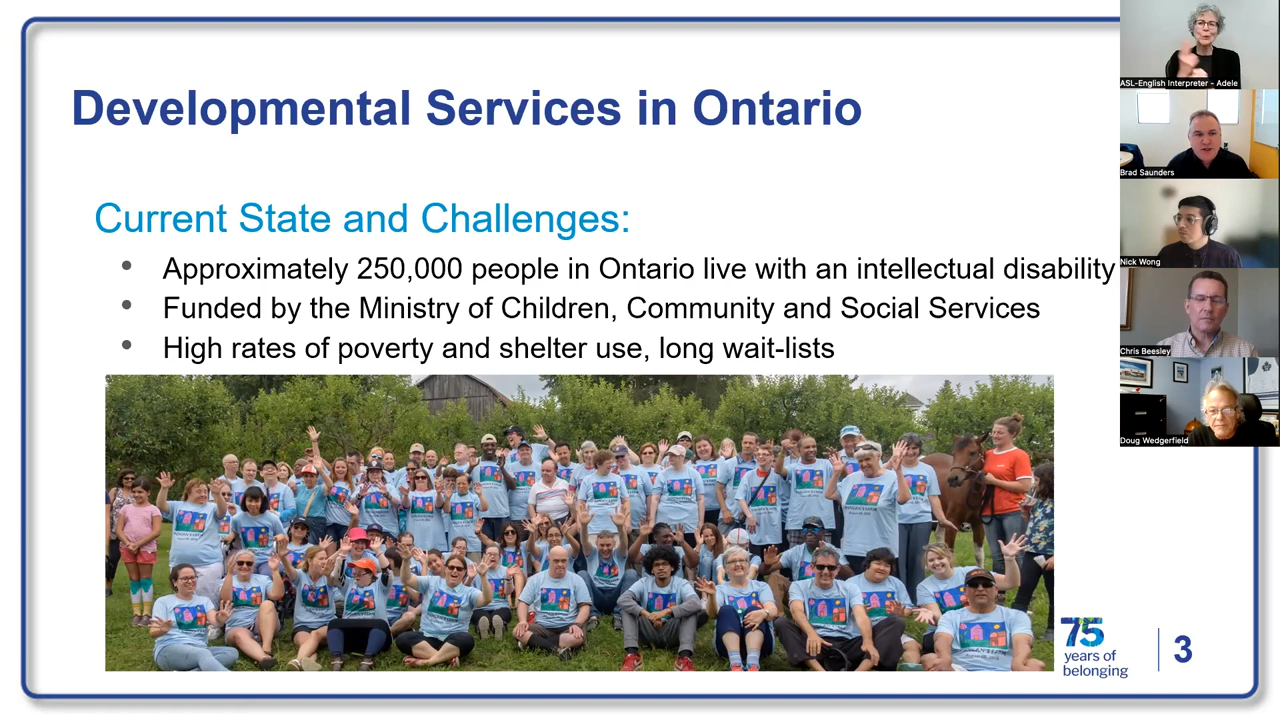 Developmental Services in Ontario
Current State and Challenges:
• Approximately 250,000 people in Ontario live with an intellectual disability
• Funded by the Ministry of Children, Community and Social Services
• High rates of poverty and shelter use, long wait-lists
75
years of
belonging
3
ASL-English Interpreter - Adele
Brad Saunders
Nick Wong
Chris Beesley
Doug Wedgerfield